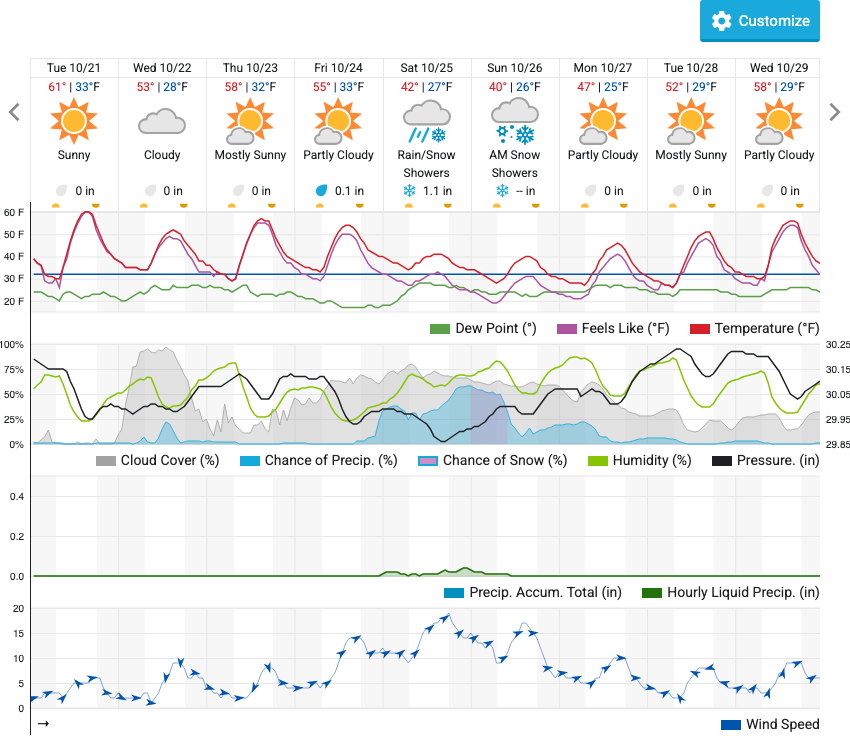 Customize
Tue 10/21 Wed 10/22 Thu 10/23 Fri 10/24 Sat 10/25 Sun 10/26 Mon 10/27 Tue 10/28 Wed 10/29
61° | 33°F 53° | 28°F 58° | 32°F 55° | 33°F 42° | 27°F 40° | 26°F 47° | 25°F 52° | 29°F 58° | 29°F
Sunny Cloudy Mostly Sunny Partly Cloudy Rain/Snow AM Snow Partly Cloudy Mostly Sunny Partly Cloudy
Showers Showers
0 in 0 in 0 in 0.1 in 1.1 in -- in 0 in 0 in 0 in
60 F
50 F
40 F
30 F
20 F
Dew Point (°) Feels Like (°F) Temperature (°F)
100% 30.25
75% 30.15
50% 30.05
25% 29.95
0% 29.85
Cloud Cover (%) Chance of Precip. (%) Chance of Snow (%) Humidity (%) Pressure. (in)
0.4
0.2
0.0
Precip. Accum. Total (in) Hourly Liquid Precip. (in)
20
15
10
5
0
Wind Speed